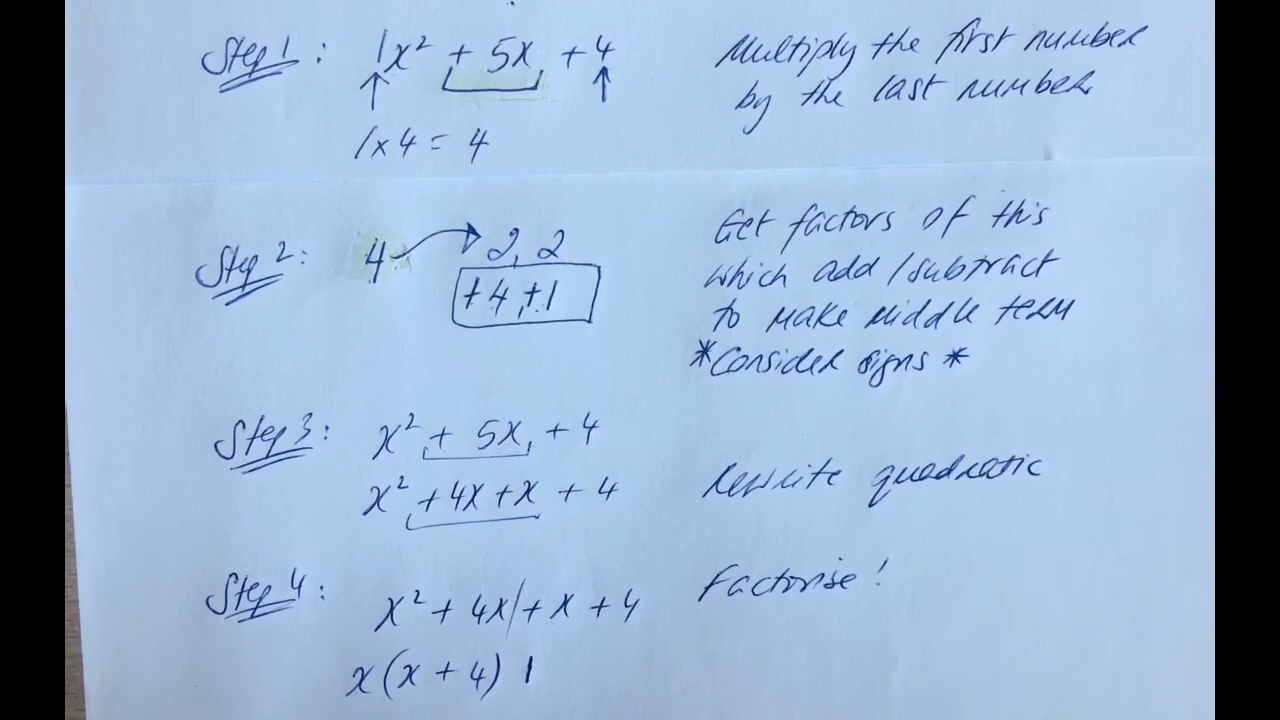 Step 1: 1x² + 5x + 4 Multiply the first number
by the last number
1 x 4 = 4
Step 2: 4 2, 2 Get factors of this
+4, +1 which add/subtract
to make middle term
*Consider signs*
Step 3: x² + 5x + 4
x² + 4x + x + 4 Rewrite quadratic
Step 4: x² + 4x | + x + 4 Factorise!
x(x + 4) 1